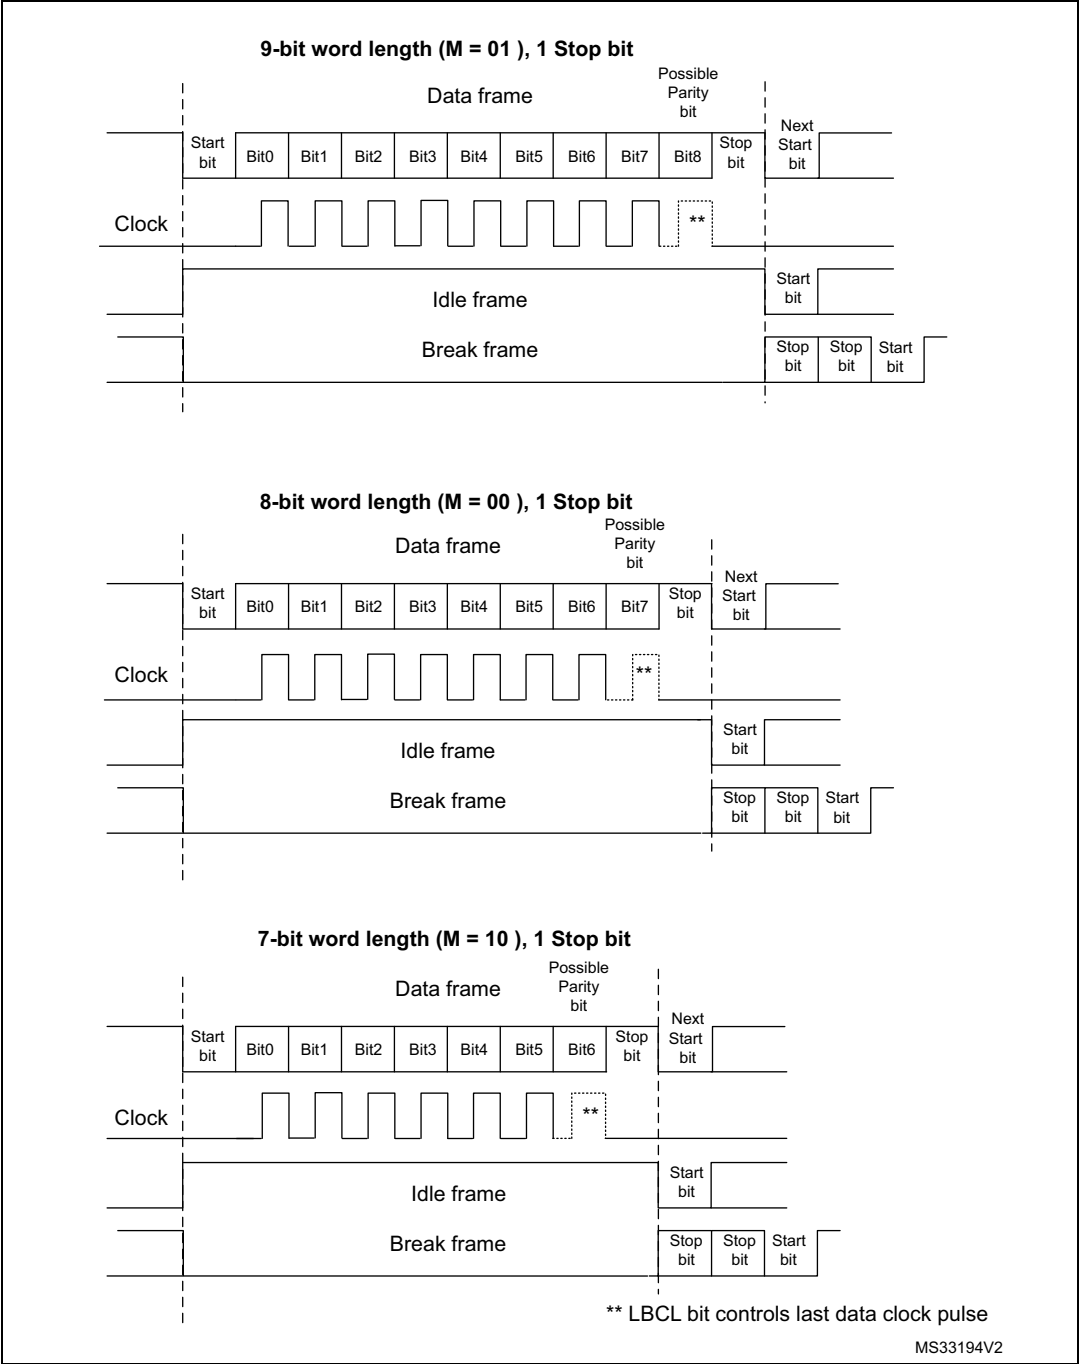 9-bit word length (M = 01 ), 1 Stop bit
Data frame
Possible
Parity
bit
Start
bit
Bit0
Bit1
Bit2
Bit3
Bit4
Bit5
Bit6
Bit7
Bit8
Stop
bit
Next
Start
bit
Clock
**
Idle frame
Start
bit
Break frame
Stop
bit
Stop
bit
Start
bit
8-bit word length (M = 00 ), 1 Stop bit
Data frame
Possible
Parity
bit
Start
bit
Bit0
Bit1
Bit2
Bit3
Bit4
Bit5
Bit6
Bit7
Stop
bit
Next
Start
bit
Clock
**
Idle frame
Start
bit
Break frame
Stop
bit
Stop
bit
Start
bit
7-bit word length (M = 10 ), 1 Stop bit
Data frame
Possible
Parity
bit
Start
bit
Bit0
Bit1
Bit2
Bit3
Bit4
Bit5
Bit6
Stop
bit
Next
Start
bit
Clock
**
Idle frame
Start
bit
Break frame
Stop
bit
Stop
bit
Start
bit
** LBCL bit controls last data clock pulse
MS33194V2